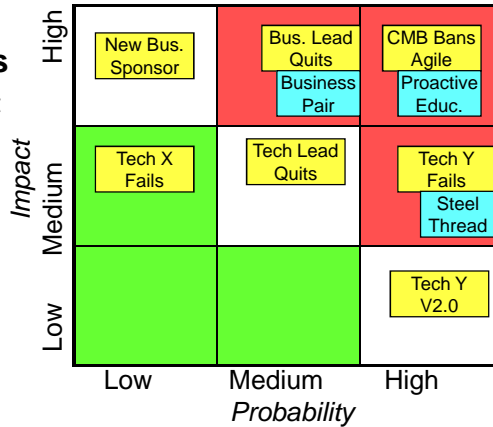 s
High
New Bus.
Sponsor
Bus. Lead
Quits
Business
Pair
CMB Bans
Agile
Proactive
Educ.
Impact
Medium
Tech X
Fails
Tech Lead
Quits
Tech Y
Fails
Steel
Thread
Low
Tech Y
V2.0
Low Medium High
Probability